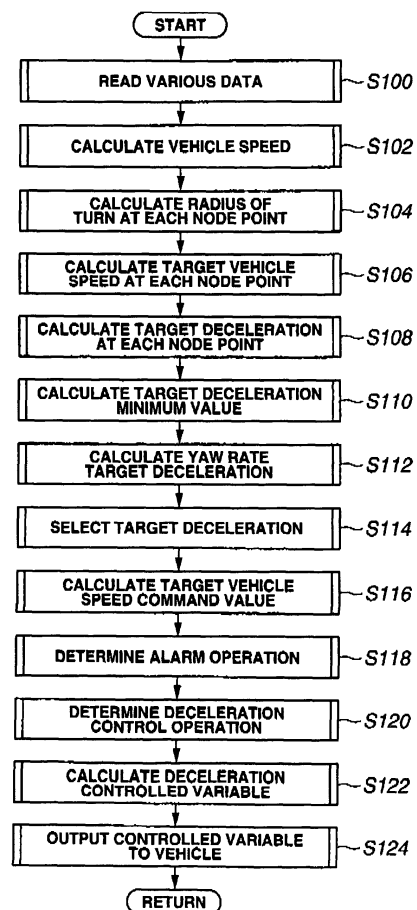 START
READ VARIOUS DATA
S100
CALCULATE VEHICLE SPEED
S102
CALCULATE RADIUS OF
TURN AT EACH NODE POINT
S104
CALCULATE TARGET VEHICLE
SPEED AT EACH NODE POINT
S106
CALCULATE TARGET DECELERATION
AT EACH NODE POINT
S108
CALCULATE TARGET DECELERATION
MINIMUM VALUE
S110
CALCULATE YAW RATE
TARGET DECELERATION
S112
SELECT TARGET DECELERATION
S114
CALCULATE TARGET VEHICLE
SPEED COMMAND VALUE
S116
DETERMINE ALARM OPERATION
S118
DETERMINE DECELERATION
CONTROL OPERATION
S120
CALCULATE DECELERATION
CONTROLLED VARIABLE
S122
OUTPUT CONTROLLED VARIABLE
TO VEHICLE
S124
RETURN